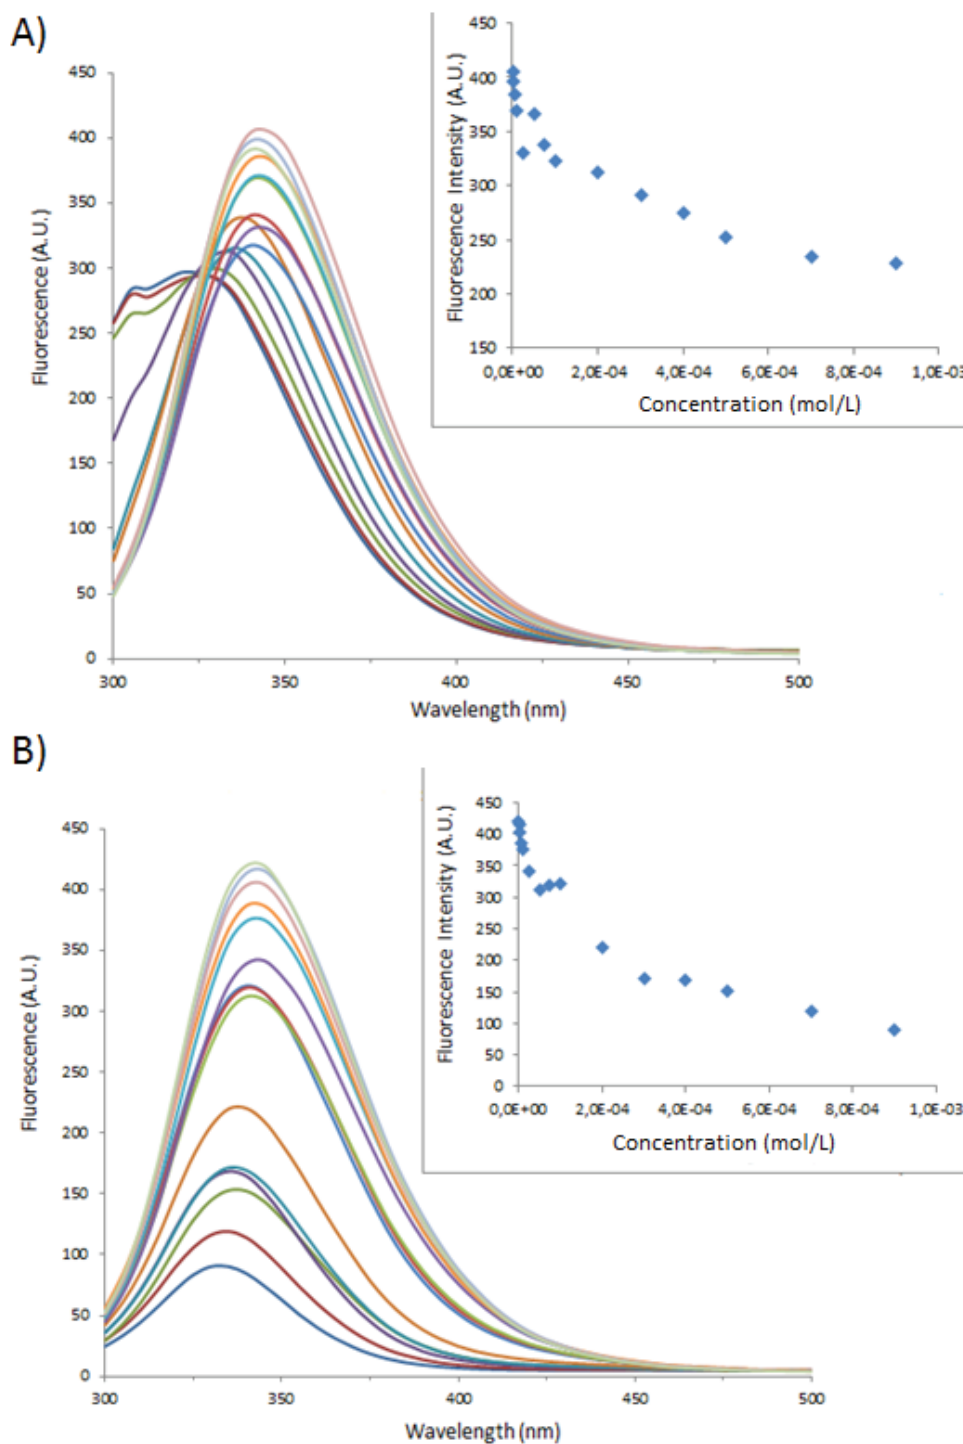 A)
450
400
350
300
250
200
150
100
50
0
Fluorescence (A.U.)
300
350
400
450
500
Wavelength (nm)
450
400
350
300
250
200
150
Fluorescence Intensity (A.U.)
0,0E+00
2,0E-04
4,0E-04
6,0E-04
8,0E-04
1,0E-03
Concentration (mol/L)
B)
450
400
350
300
250
200
150
100
50
0
Fluorescence (A.U.)
300
350
400
450
500
Wavelength (nm)
450
400
350
300
250
200
150
100
50
0
Fluorescence Intensity (A.U.)
0,0E+00
2,0E-04
4,0E-04
6,0E-04
8,0E-04
1,0E-03
Concentration (mol/L)